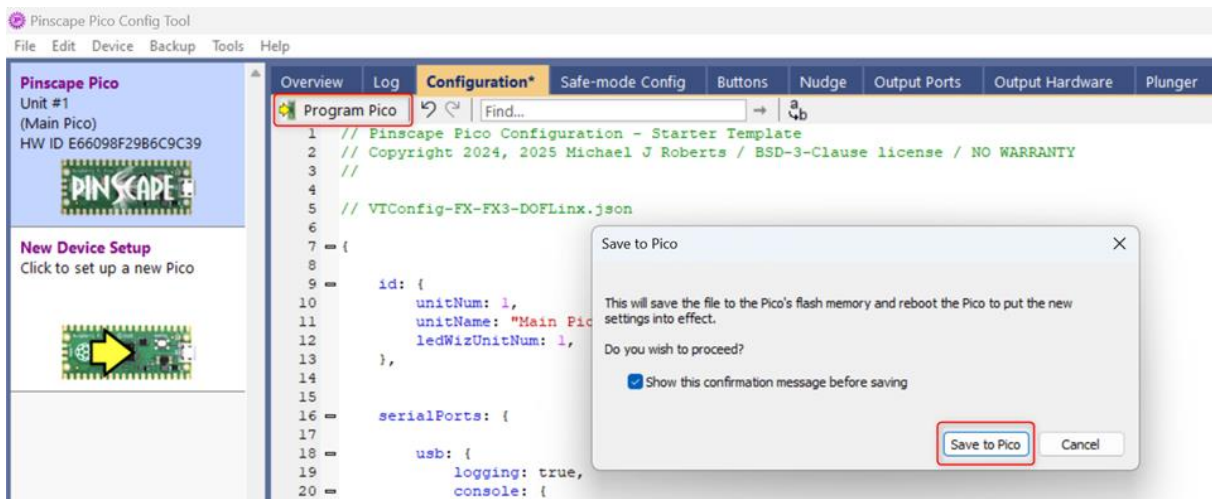 Pinscape Pico Config Tool
File Edit Device Backup Tools Help
Pinscape Pico
Unit #1
(Main Pico)
HW ID E66098F29B6C9C39
PINSCAPE
New Device Setup
Click to set up a new Pico
Overview Log Configuration* Safe-mode Config Buttons Nudge Output Ports Output Hardware Plunger
Program Pico Find...
1 // Pinscape Pico Configuration - Starter Template
2 // Copyright 2024, 2025 Michael J Roberts / BSD-3-Clause license / NO WARRANTY
3 //
4
5 // VTConfig-FX-FX3-DOFLinx.json
6
7 {
8
9 id: {
10 unitNum: 1,
11 unitName: "Main Pic
12 ledWizUnitNum: 1,
13 },
14
15
16 serialPorts: {
17
18 usb: {
19 logging: true,
20 console: {
Save to Pico
This will save the file to the Pico's flash memory and reboot the Pico to put the new
settings into effect.
Do you wish to proceed?
Show this confirmation message before saving
Save to Pico Cancel